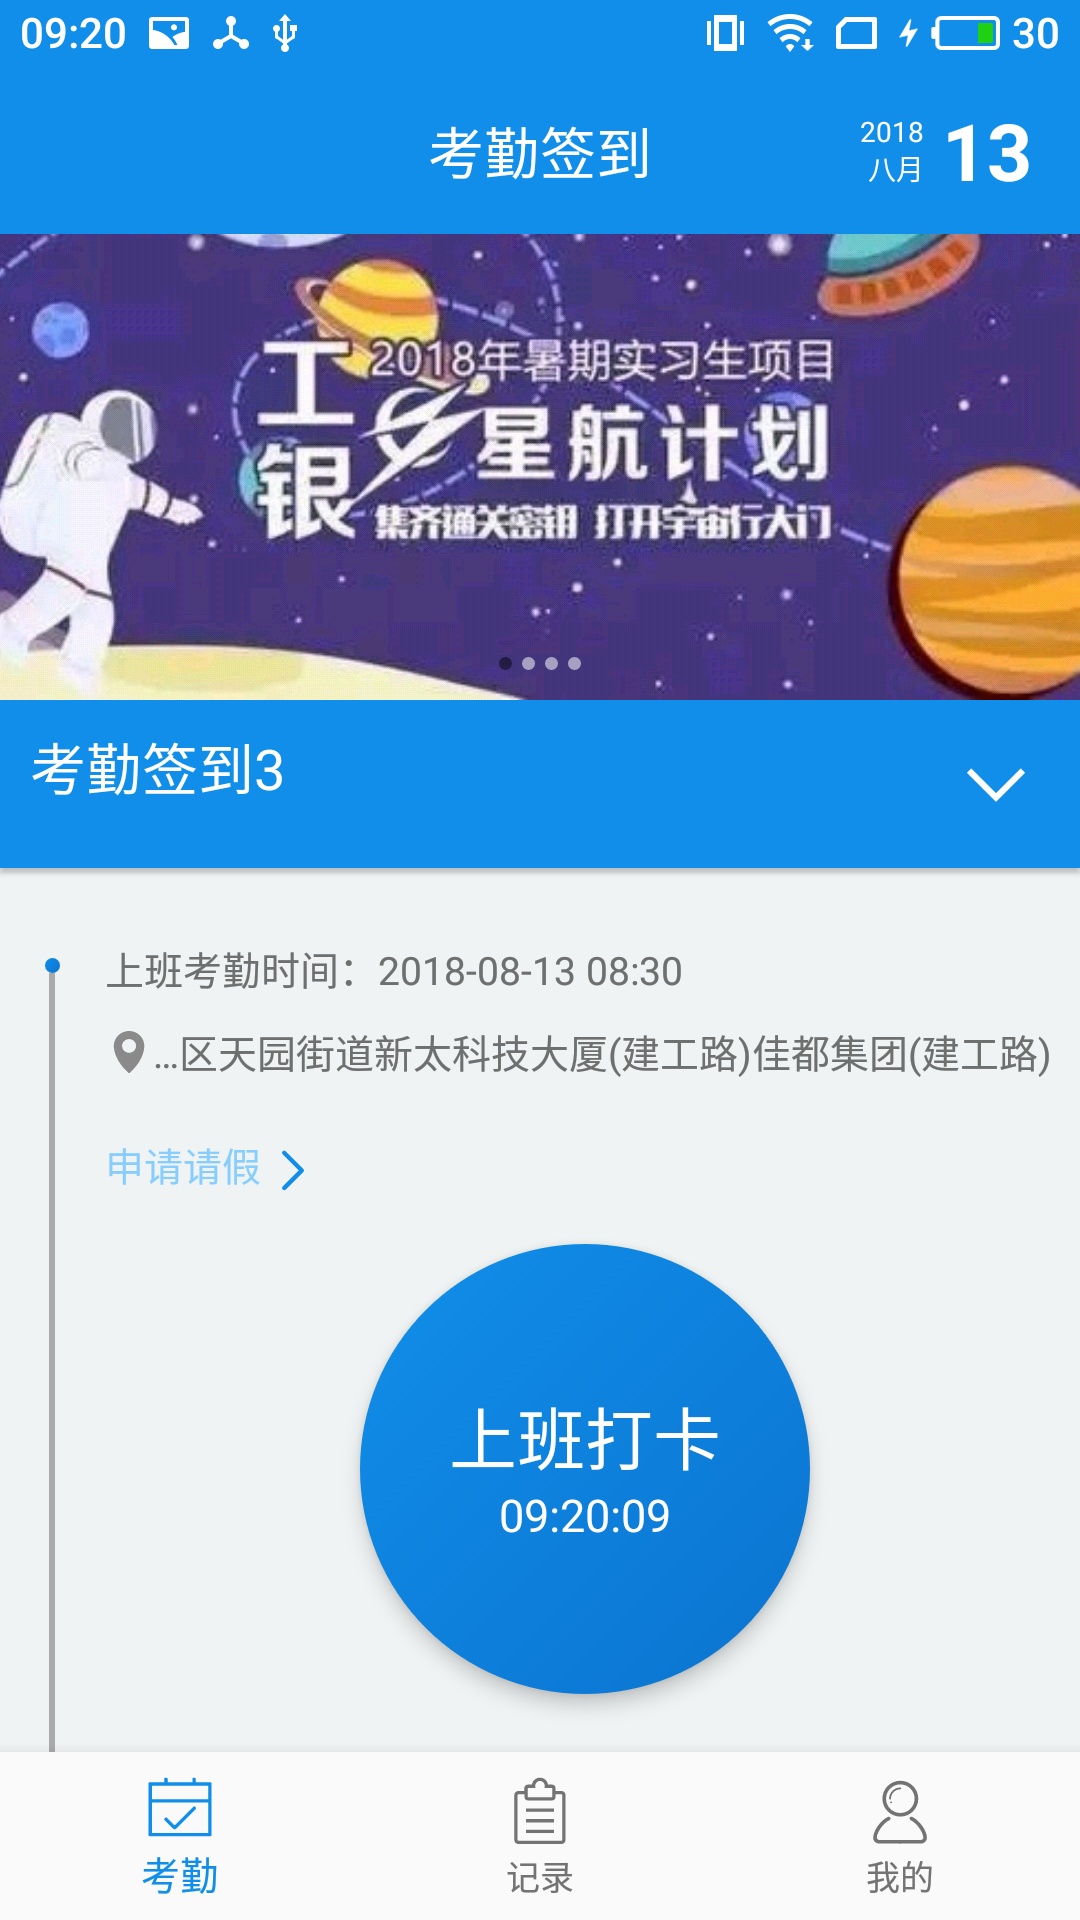 09:20
30
考勤签到
2018
八月
13
2018年暑期实习生项目
工银
星航计划
集齐通关密钥 打开宇宙行大门
考勤签到3
上班考勤时间：2018-08-13 08:30
...区天园街道新太科技大厦(建工路)佳都集团(建工路)
申请请假
上班打卡
09:20:09
考勤
记录
我的